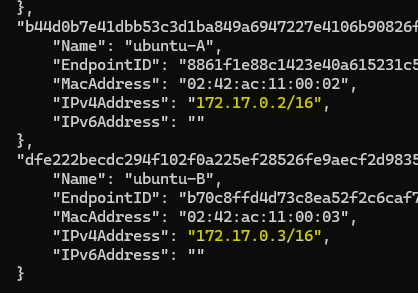 },
"b44d0b7e41dbb53c3d1ba849a6947227e4106b90826f
"Name": "ubuntu-A",
"EndpointID": "8861f1e88c1423e40a615231c5
"MacAddress": "02:42:ac:11:00:02",
"IPv4Address": "172.17.0.2/16",
"IPv6Address": ""
},
"dfe222becdc294f102f0a225ef28526fe9aecf2d9835
"Name": "ubuntu-B",
"EndpointID": "b70c8ffd4d73c8ea52f2c6caf7
"MacAddress": "02:42:ac:11:00:03",
"IPv4Address": "172.17.0.3/16",
"IPv6Address": ""
}